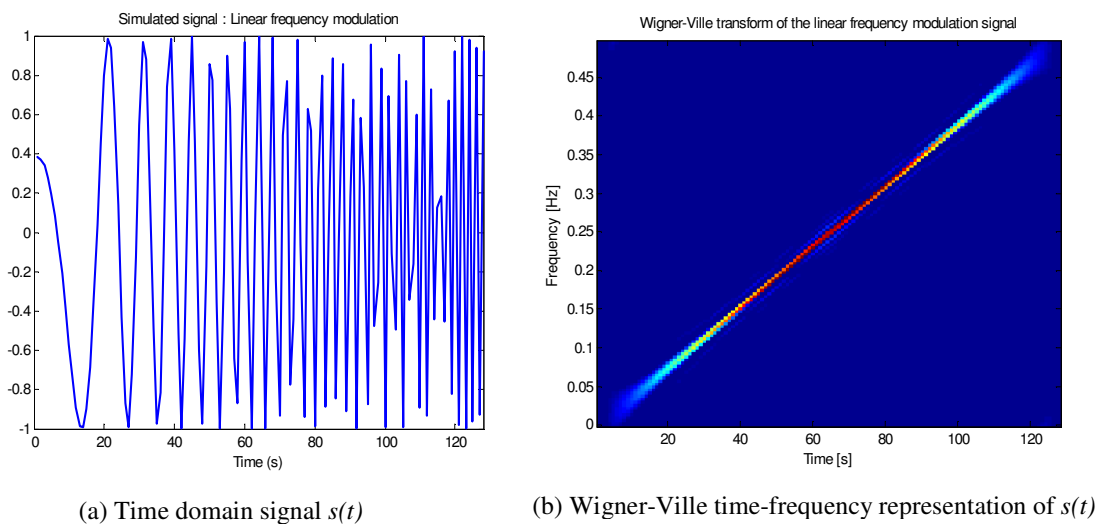 Simulated signal : Linear frequency modulation
1
0.8
0.6
0.4
0.2
0
-0.2
-0.4
-0.6
-0.8
-1
0 20 40 60 80 100 120
Time (s)
Wigner-Ville transform of the linear frequency modulation signal
Frequency [Hz]
0.45
0.4
0.35
0.3
0.25
0.2
0.15
0.1
0.05
0
20 40 60 80 100 120
Time [s]
(a) Time domain signal s(t)
(b) Wigner-Ville time-frequency representation of s(t)